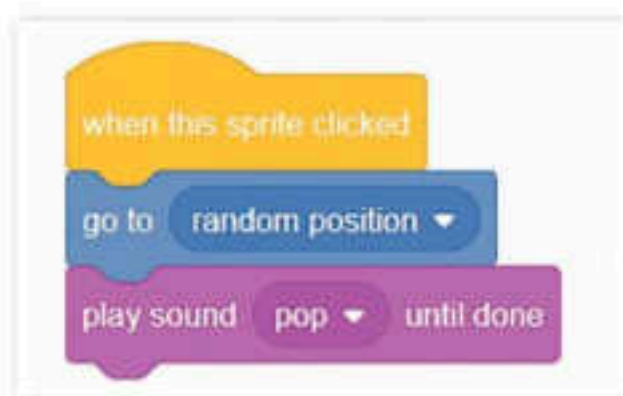 when this sprite clicked
go to random position
play sound pop until done